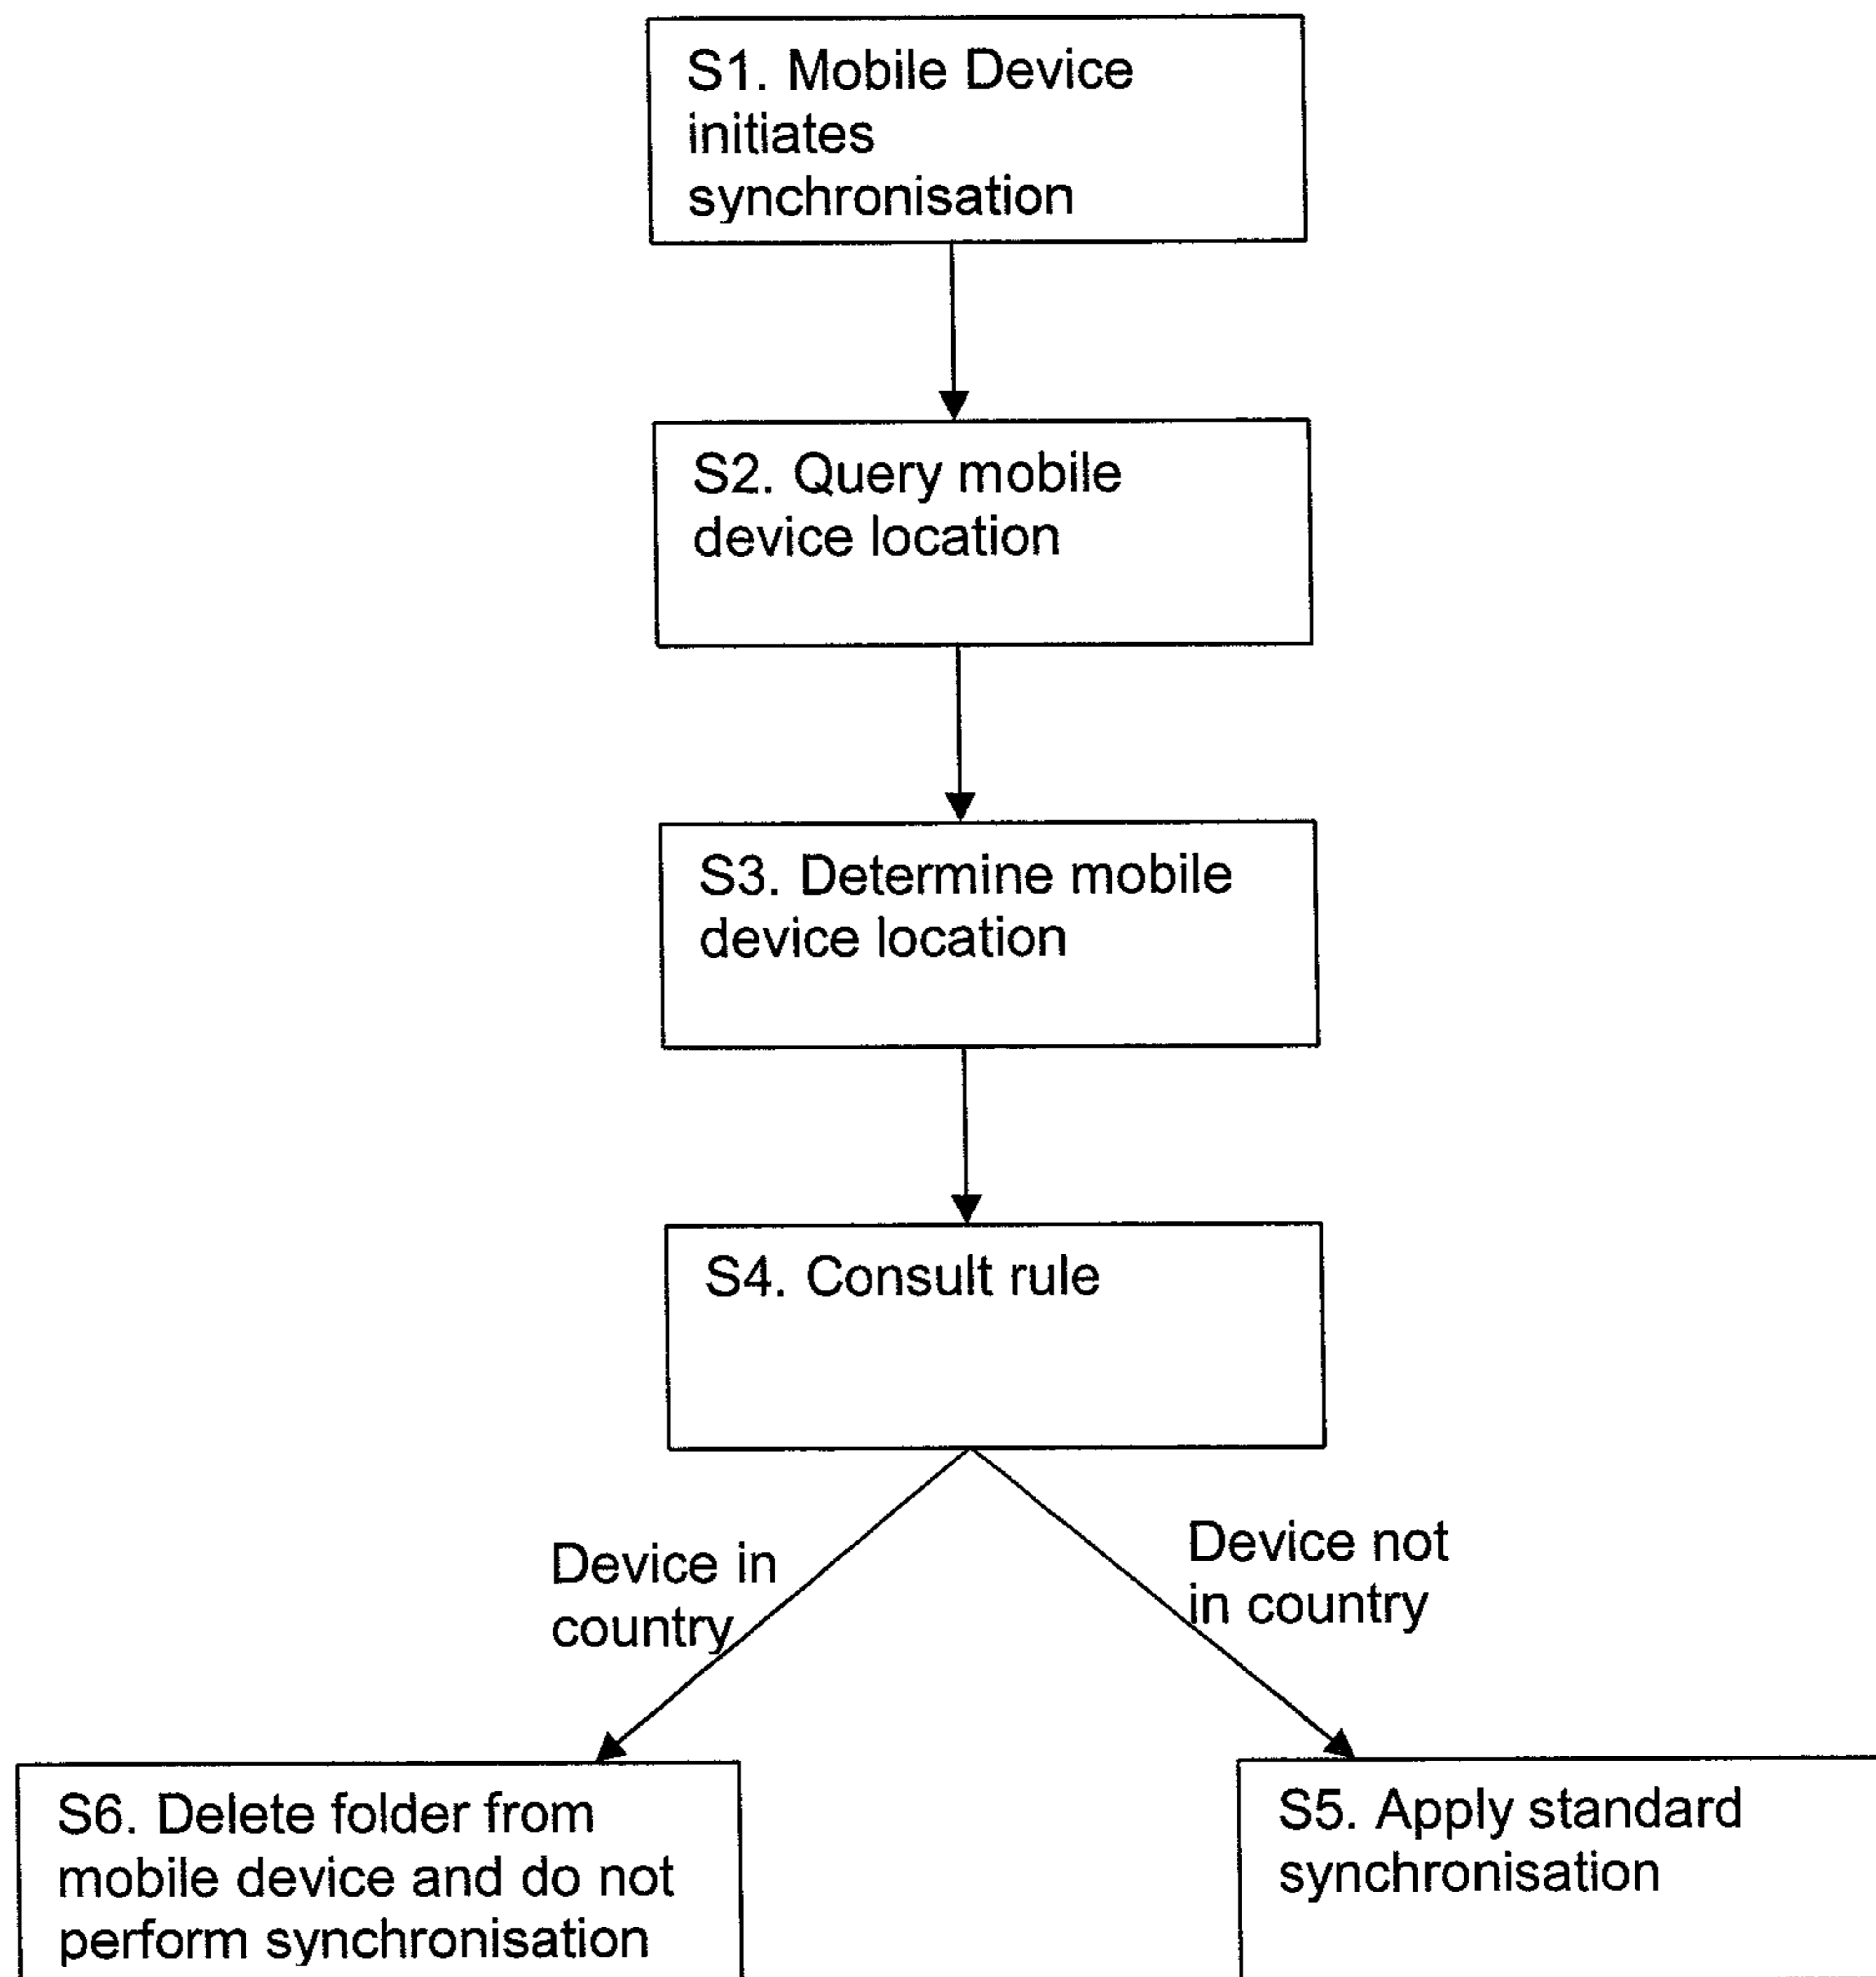 S1. Mobile Device
initiates
synchronisation
S2. Query mobile
device location
S3. Determine mobile
device location
S4. Consult rule
Device in
country
Device not
in country
S6. Delete folder from
mobile device and do not
perform synchronisation
S5. Apply standard
synchronisation